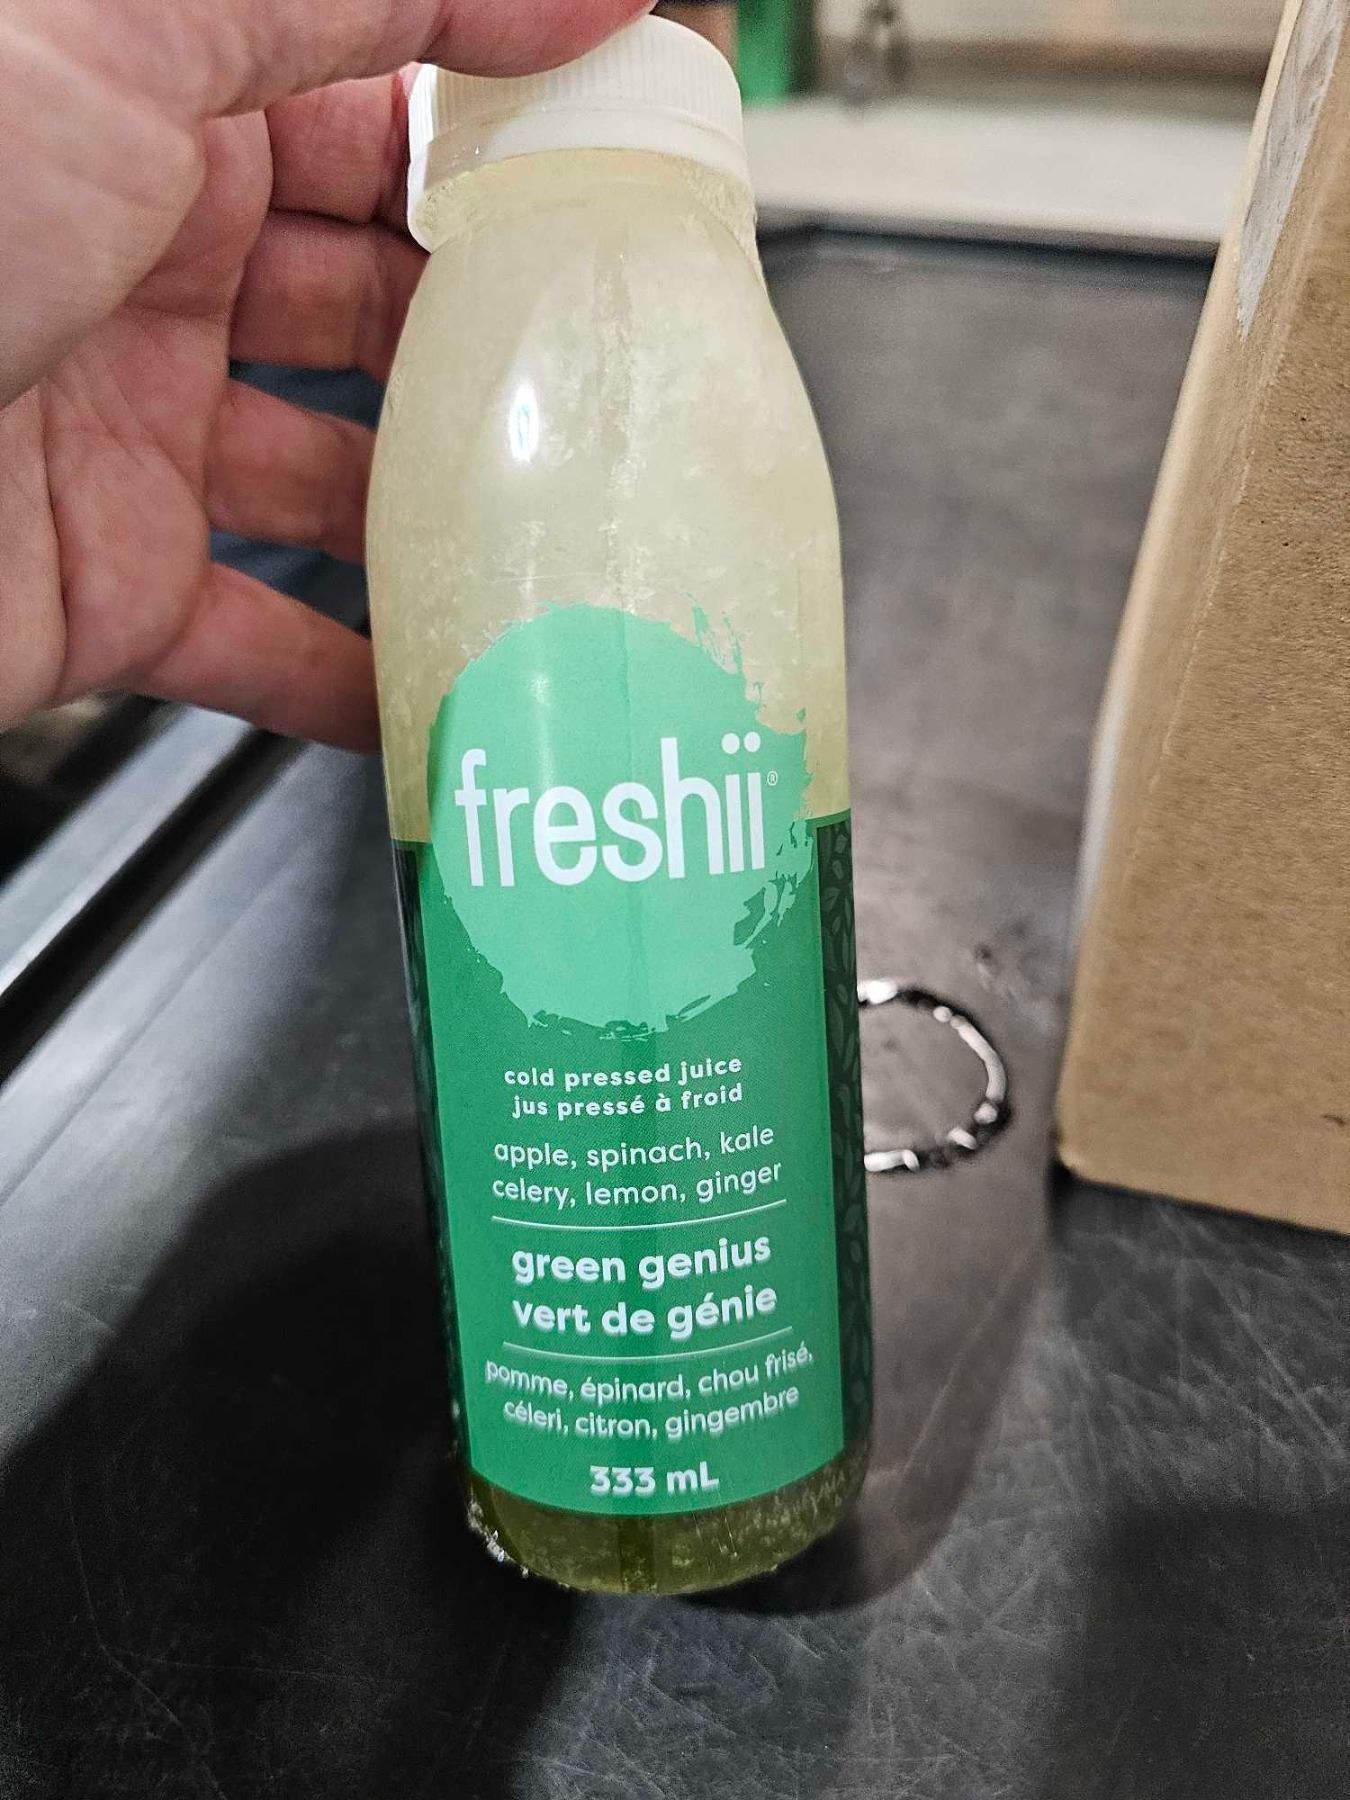 freshii®
cold pressed juice
jus pressé à froid
apple, spinach, kale
celery, lemon, ginger
green genius
vert de génie
pomme, épinard, chou frisé,
céleri, citron, gingembre
333 mL